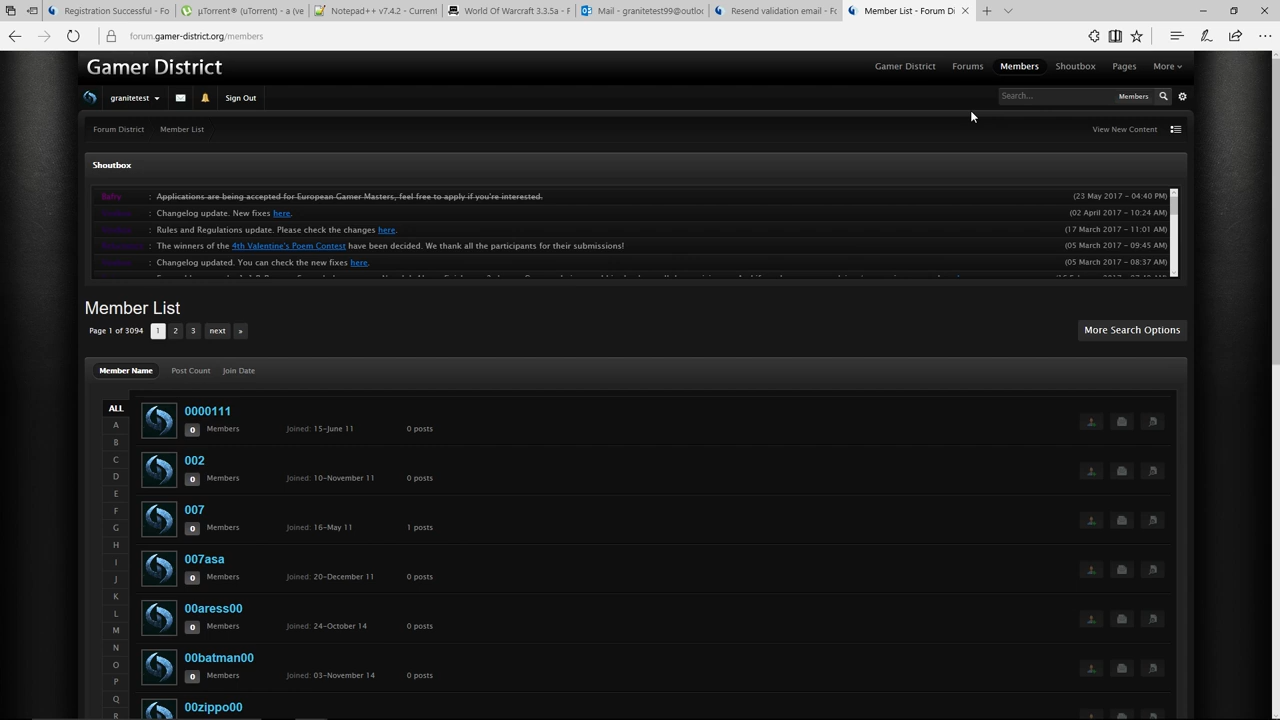 Registration Successful - Fo
µTorrent® (uTorrent) - a (ve
Notepad++ v7.4.2 - Current
World Of Warcraft 3.3.5a - F
Mail - granitetest99@outloo
Resend validation email - Fo
Member List - Forum Di
forum.gamer-district.org/members
Gamer District
Gamer District Forums Members Shoutbox Pages More
granitetest Sign Out
Search... Members
Forum District Member List View New Content
Shoutbox
: Applications are being accepted for European Gamer Masters, feel free to apply if you're interested. (23 May 2017 - 04:40 PM)
: Changelog update. New fixes here. (02 April 2017 - 10:24 AM)
: Rules and Regulations update. Please check the changes here. (17 March 2017 - 11:01 AM)
: The winners of the 4th Valentine's Poem Contest have been decided. We thank all the participants for their submissions! (05 March 2017 - 09:45 AM)
: Changelog updated. You can check the new fixes here. (05 March 2017 - 08:37 AM)
Member List
Page 1 of 3094 1 2 3 next »
More Search Options
Member Name Post Count Join Date
ALL
A
B
C
D
E
F
G
H
I
J
K
L
M
N
O
P
Q
R
0000111
0 Members Joined: 15-June 11 0 posts
002
0 Members Joined: 10-November 11 0 posts
007
0 Members Joined: 16-May 11 1 posts
007asa
0 Members Joined: 20-December 11 0 posts
00aress00
0 Members Joined: 24-October 14 0 posts
00batman00
0 Members Joined: 03-November 14 0 posts
00zippo00